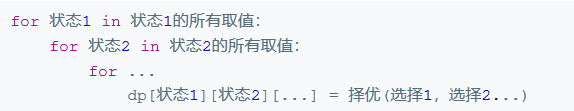 for 状态1 in 状态1的所有取值:
    for 状态2 in 状态2的所有取值:
        for ...
            dp[状态1][状态2][...] = 择优(选择1, 选择2...)